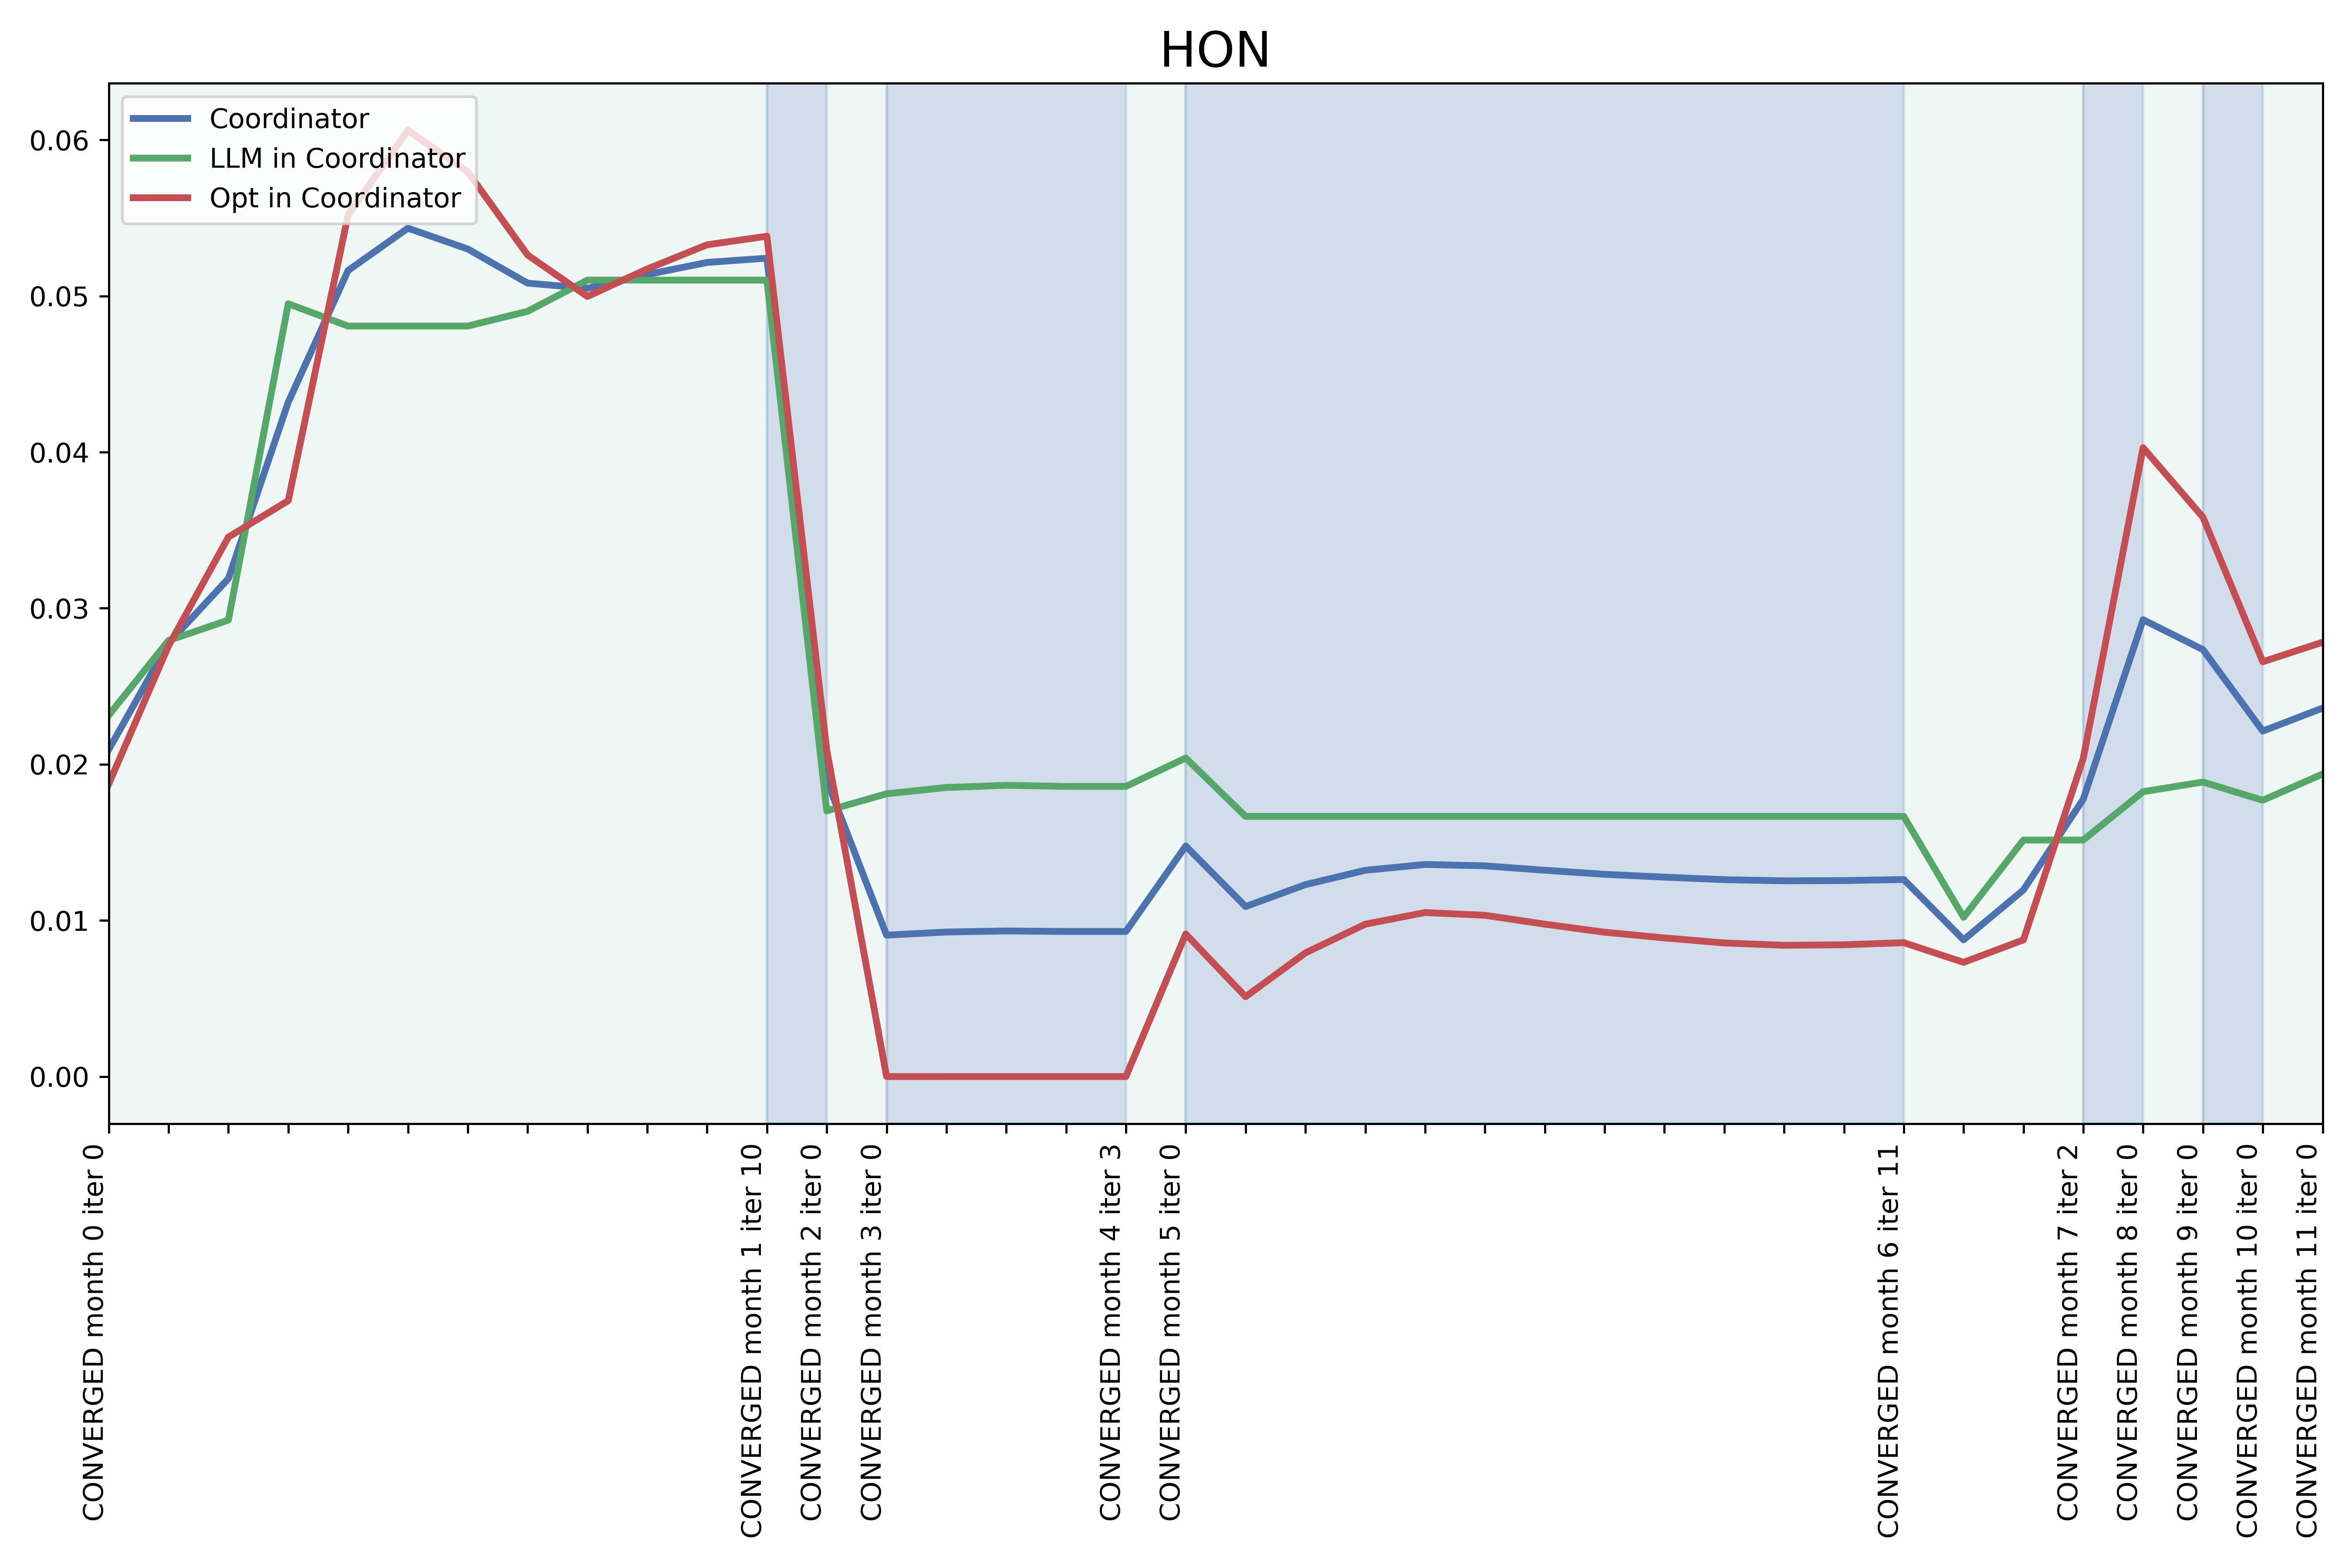 HON
Coordinator
LLM in Coordinator
Opt in Coordinator
0.06
0.05
0.04
0.03
0.02
0.01
0.00
CONVERGED month 0 iter 0
CONVERGED month 1 iter 10
CONVERGED month 2 iter 0
CONVERGED month 3 iter 0
CONVERGED month 4 iter 3
CONVERGED month 5 iter 0
CONVERGED month 6 iter 11
CONVERGED month 7 iter 2
CONVERGED month 8 iter 0
CONVERGED month 9 iter 0
CONVERGED month 10 iter 0
CONVERGED month 11 iter 0